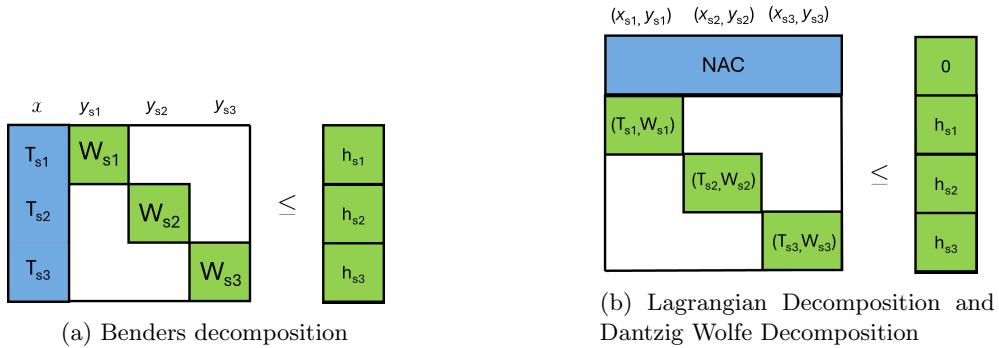 x y_s1 y_s2 y_s3
T_s1 W_s1 h_s1
T_s2 W_s2 ≤ h_s2
T_s3 W_s3 h_s3
(a) Benders decomposition
(x_s1, y_s1) (x_s2, y_s2) (x_s3, y_s3)
NAC 0
(T_s1,W_s1) h_s1
(T_s2,W_s2) ≤ h_s2
(T_s3,W_s3) h_s3
(b) Lagrangian Decomposition and
Dantzig Wolfe Decomposition